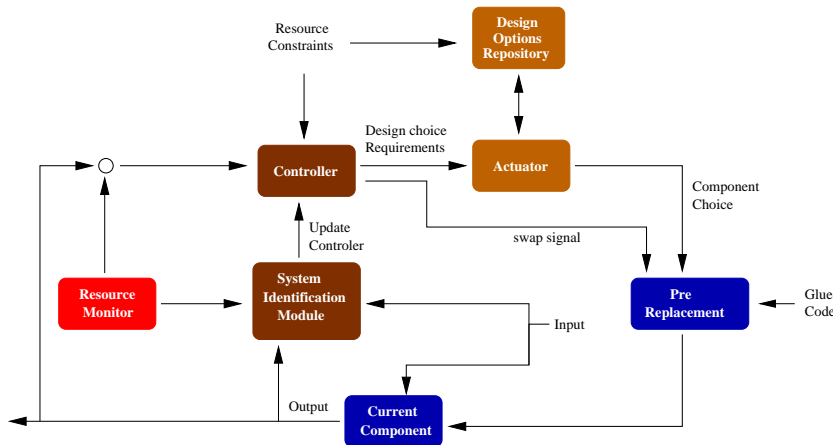 Resource
Constraints
Design
Options
Repository
Design choice
Requirements
Controller
Actuator
Component
Choice
Update
Controler
swap signal
System
Identification
Module
Resource
Monitor
Pre
Replacement
Glue
Code
Input
Output
Current
Component